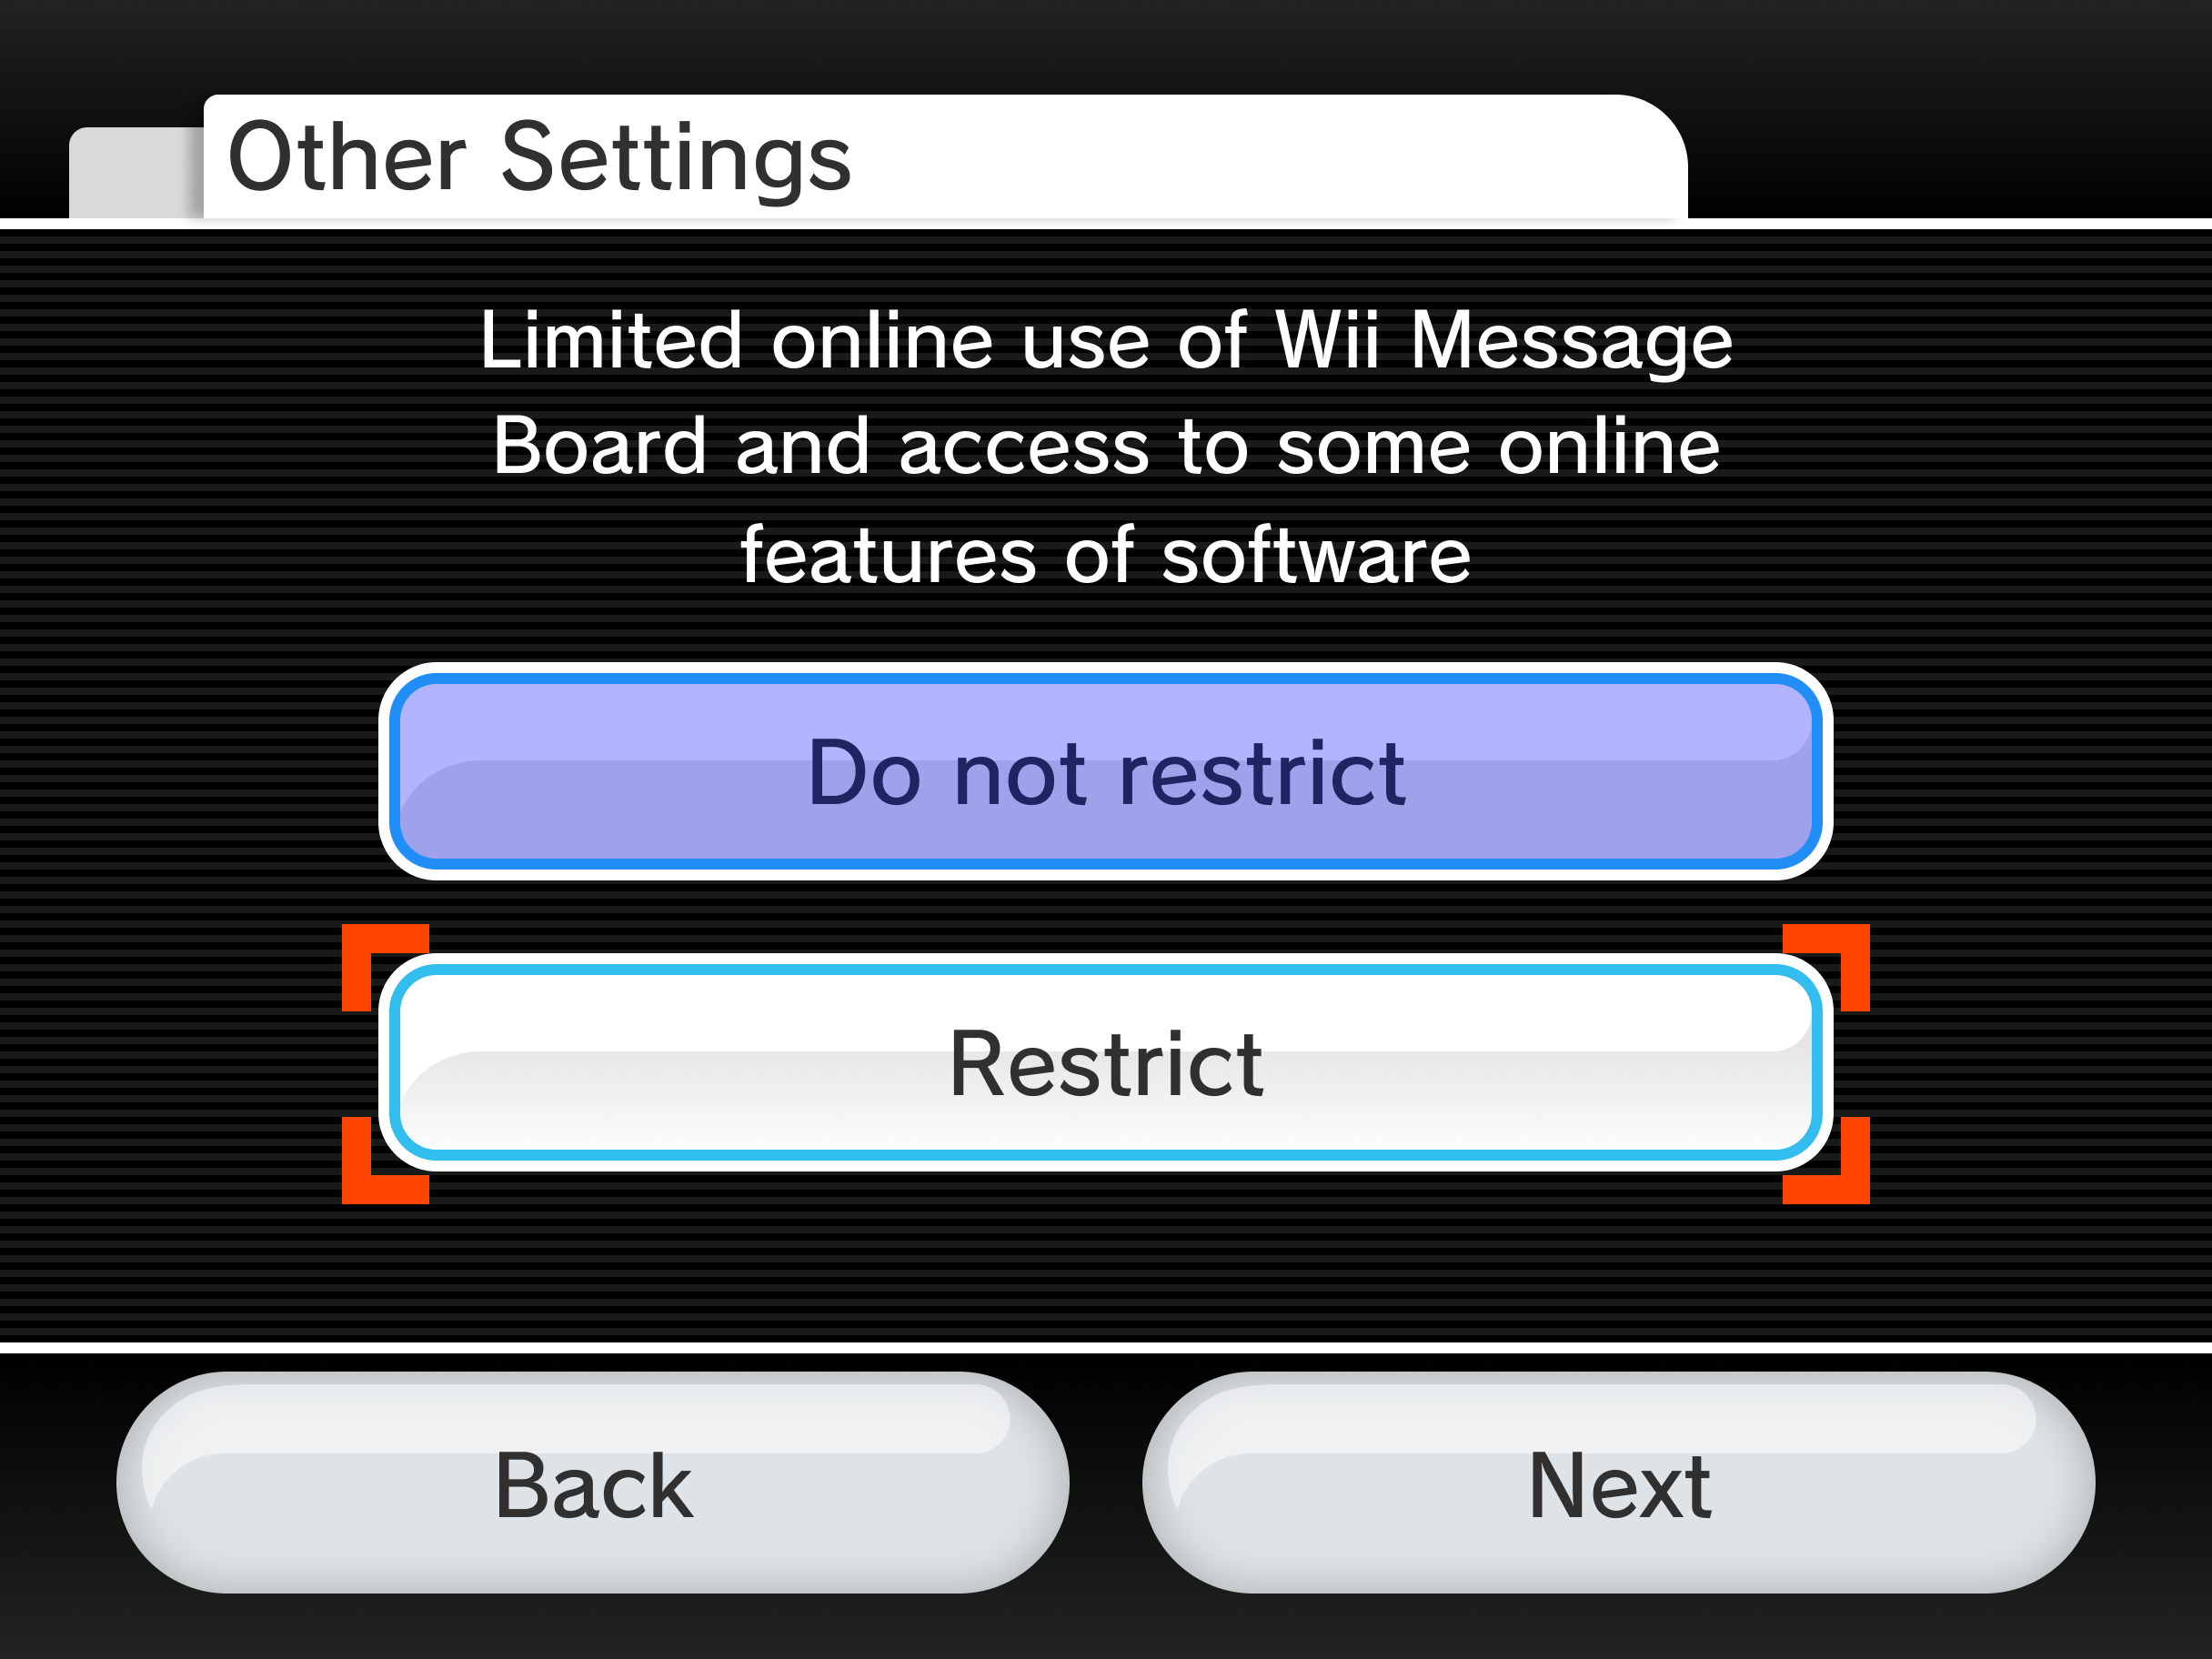 Other Settings
Limited online use of Wii Message
Board and access to some online
features of software
Do not restrict
Restrict
Back
Next